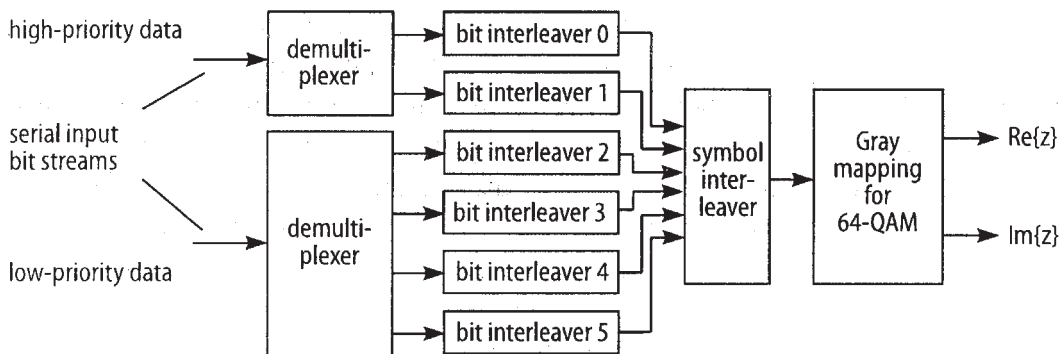 high-priority data
serial input
bit streams
low-priority data
demulti-
plexer
demulti-
plexer
bit interleaver 0
bit interleaver 1
bit interleaver 2
bit interleaver 3
bit interleaver 4
bit interleaver 5
symbol
inter-
leaver
Gray
mapping
for
64-QAM
Re{z}
Im{z}